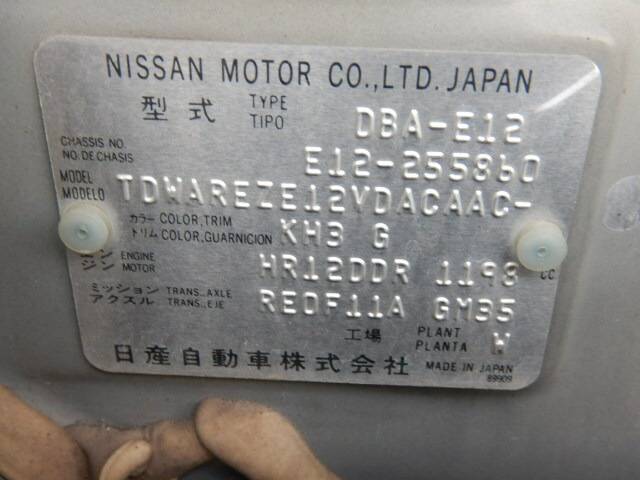 NISSAN MOTOR CO.,LTD. JAPAN
型式 TYPE TIPO DBA-E12
CHASSIS NO. NO.DE CHASIS E12-255860
MODEL MODELO TDWAREZE12VDACAAC-
カラー COLOR,TRIM トリム COLOR,GUARNICION KH3 G
ENGINE MOTOR HR12DDR 1198 CC
ミッション TRANS.,AXLE アクスル TRANS.,EJE RE0F11A GM35
工場 PLANT PLANTA W
日産自動車株式会社 MADE IN JAPAN
89909